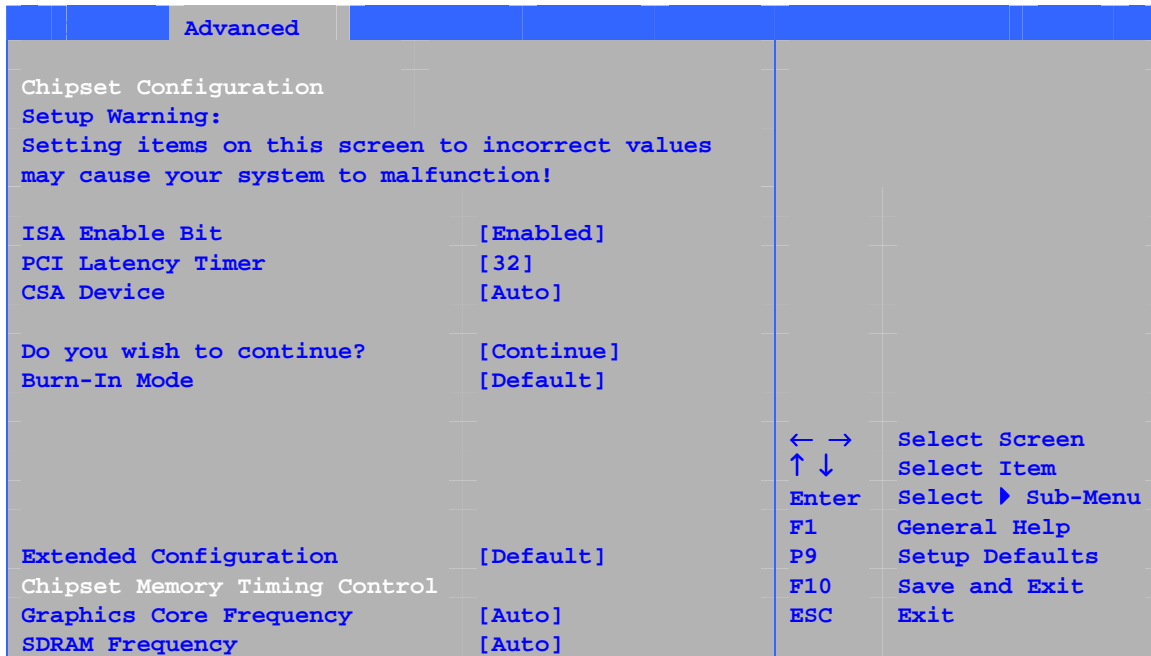 Advanced
Chipset Configuration
Setup Warning:
Setting items on this screen to incorrect values
may cause your system to malfunction!
ISA Enable Bit [Enabled]
PCI Latency Timer [32]
CSA Device [Auto]
Do you wish to continue? [Continue]
Burn-In Mode [Default]
Extended Configuration [Default]
Chipset Memory Timing Control
Graphics Core Frequency [Auto]
SDRAM Frequency [Auto]
← → Select Screen
↑ ↓ Select Item
Enter Select ▶ Sub-Menu
F1 General Help
P9 Setup Defaults
F10 Save and Exit
ESC Exit